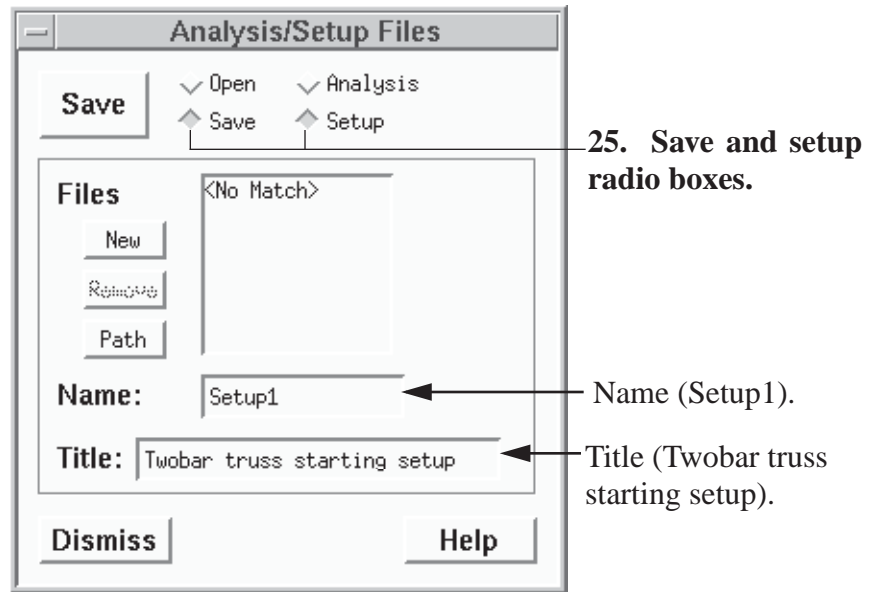 Analysis/Setup Files
Save
Open
Analysis
Save
Setup
25. Save and setup
radio boxes.
Files
<No Match>
New
Remove
Path
Name:
Setup1
Name (Setup1).
Title:
Twobar truss starting setup
Title (Twobar truss
starting setup).
Dismiss
Help